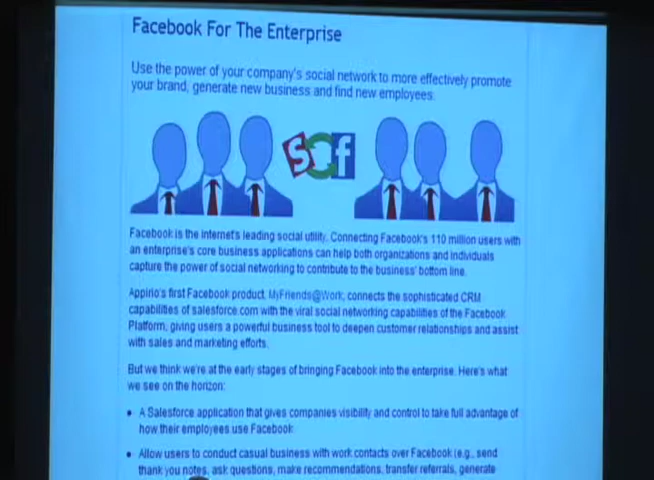 Facebook For The Enterprise
Use the power of your company's social network to more effectively promote
your brand, generate new business and find new employees.
S f
Facebook is the Internet's leading social utility. Connecting Facebook's 110 million users with
an enterprise's core business applications can help both organizations and individuals
capture the power of social networking to contribute to the business' bottom line.
Appirio's first Facebook product, MyFriends@Work, connects the sophisticated CRM
capabilities of salesforce.com with the viral social networking capabilities of the Facebook
Platform, giving users a powerful business tool to deepen customer relationships and assist
with sales and marketing efforts.
But we think we're at the early stages of bringing Facebook into the enterprise. Here's what
we see on the horizon:
• A Salesforce application that gives companies visibility and control to take full advantage of
how their employees use Facebook
• Allow users to conduct casual business with work contacts over Facebook (e.g., send
thank you notes, ask questions, make recommendations, transfer referrals, generate